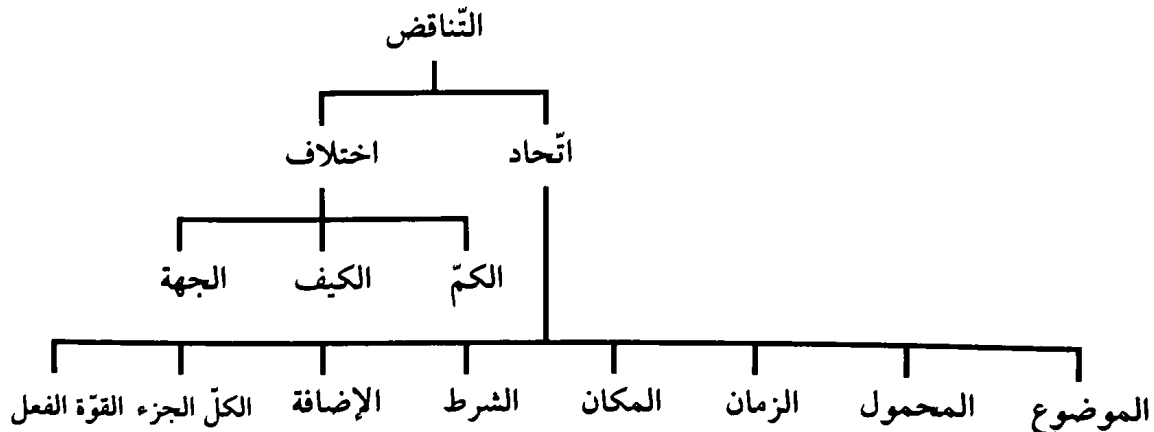 التّناقض
اتّحاد اختلاف
الكمّ الكيف الجهة
الموضوع المحمول الزمان المكان الشرط الإضافة الكلّ الجزء القوّة الفعل